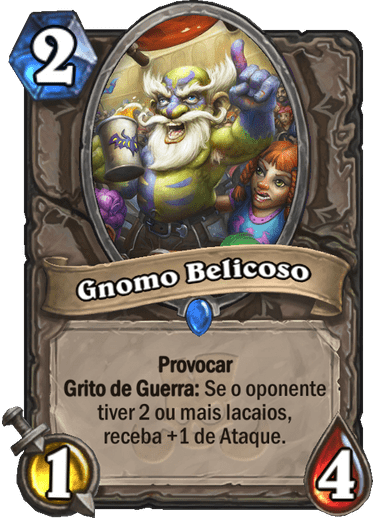 2
Gnomo Belicoso
Provocar
Grito de Guerra: Se o oponente
tiver 2 ou mais lacaios,
receba +1 de Ataque.
1
4